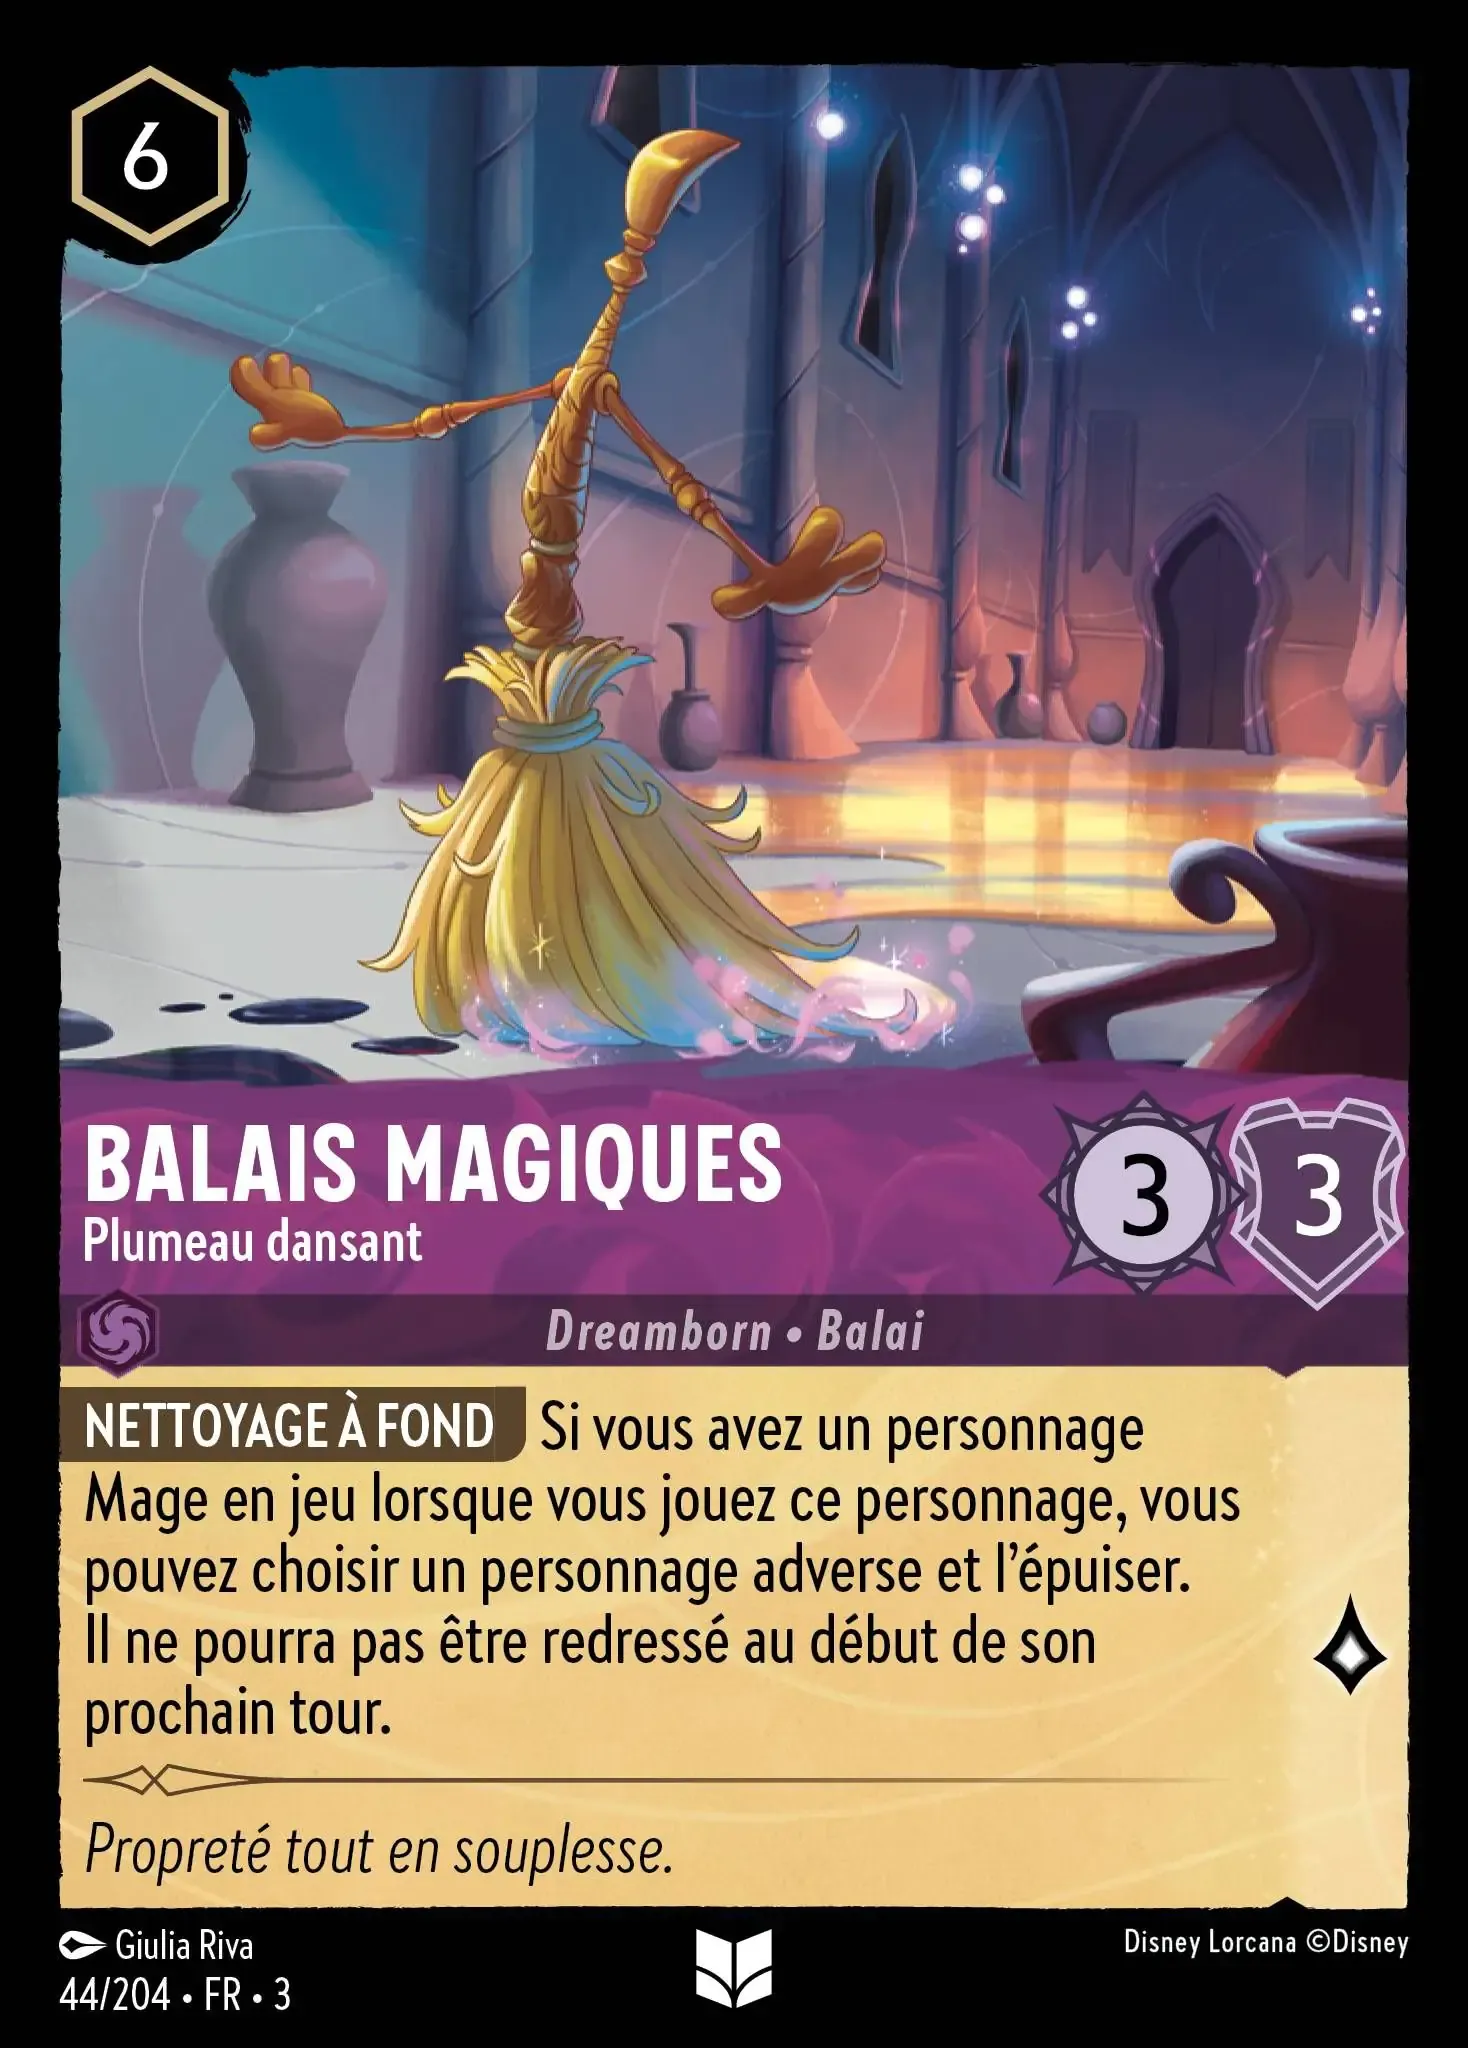 6
BALAIS MAGIQUES
Plumeau dansant
3
3
Dreamborn • Balai
NETTOYAGE À FOND Si vous avez un personnage
Mage en jeu lorsque vous jouez ce personnage, vous
pouvez choisir un personnage adverse et l’épuiser.
Il ne pourra pas être redressé au début de son
prochain tour.
Propreté tout en souplesse.
Giulia Riva
Disney Lorcana ©Disney
44/204 • FR • 3